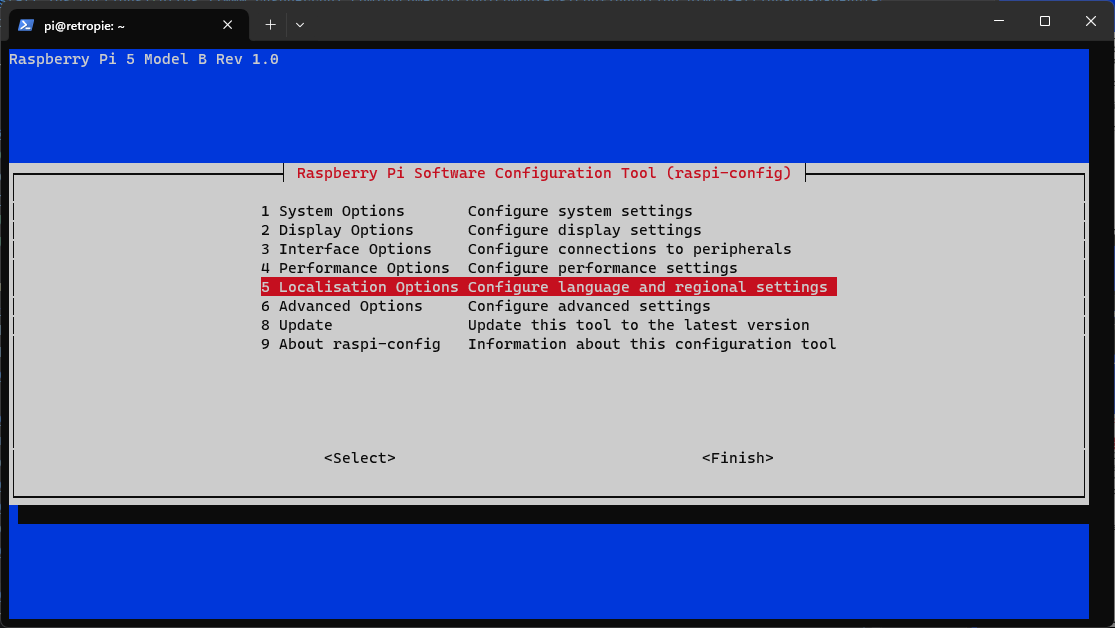 pi@retropie: ~
Raspberry Pi 5 Model B Rev 1.0
Raspberry Pi Software Configuration Tool (raspi-config)
1 System Options Configure system settings
2 Display Options Configure display settings
3 Interface Options Configure connections to peripherals
4 Performance Options Configure performance settings
5 Localisation Options Configure language and regional settings
6 Advanced Options Configure advanced settings
8 Update Update this tool to the latest version
9 About raspi-config Information about this configuration tool
<Select> <Finish>